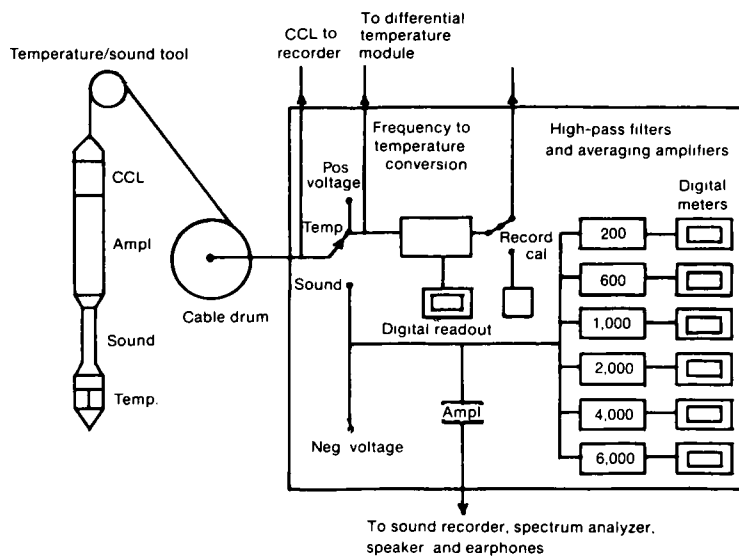 CCL to
recorder
To differential
temperature
module
Temperature/sound tool
Frequency to
temperature
conversion
High-pass filters
and averaging amplifiers
Pos
voltage
Digital
meters
CCL
Temp.
200
Record
cal
Ampl
600
Sound
Cable drum
Digital readout
1,000
Sound
2,000
Temp.
Ampl
4,000
Neg voltage
6,000
To sound recorder, spectrum analyzer,
speaker and earphones